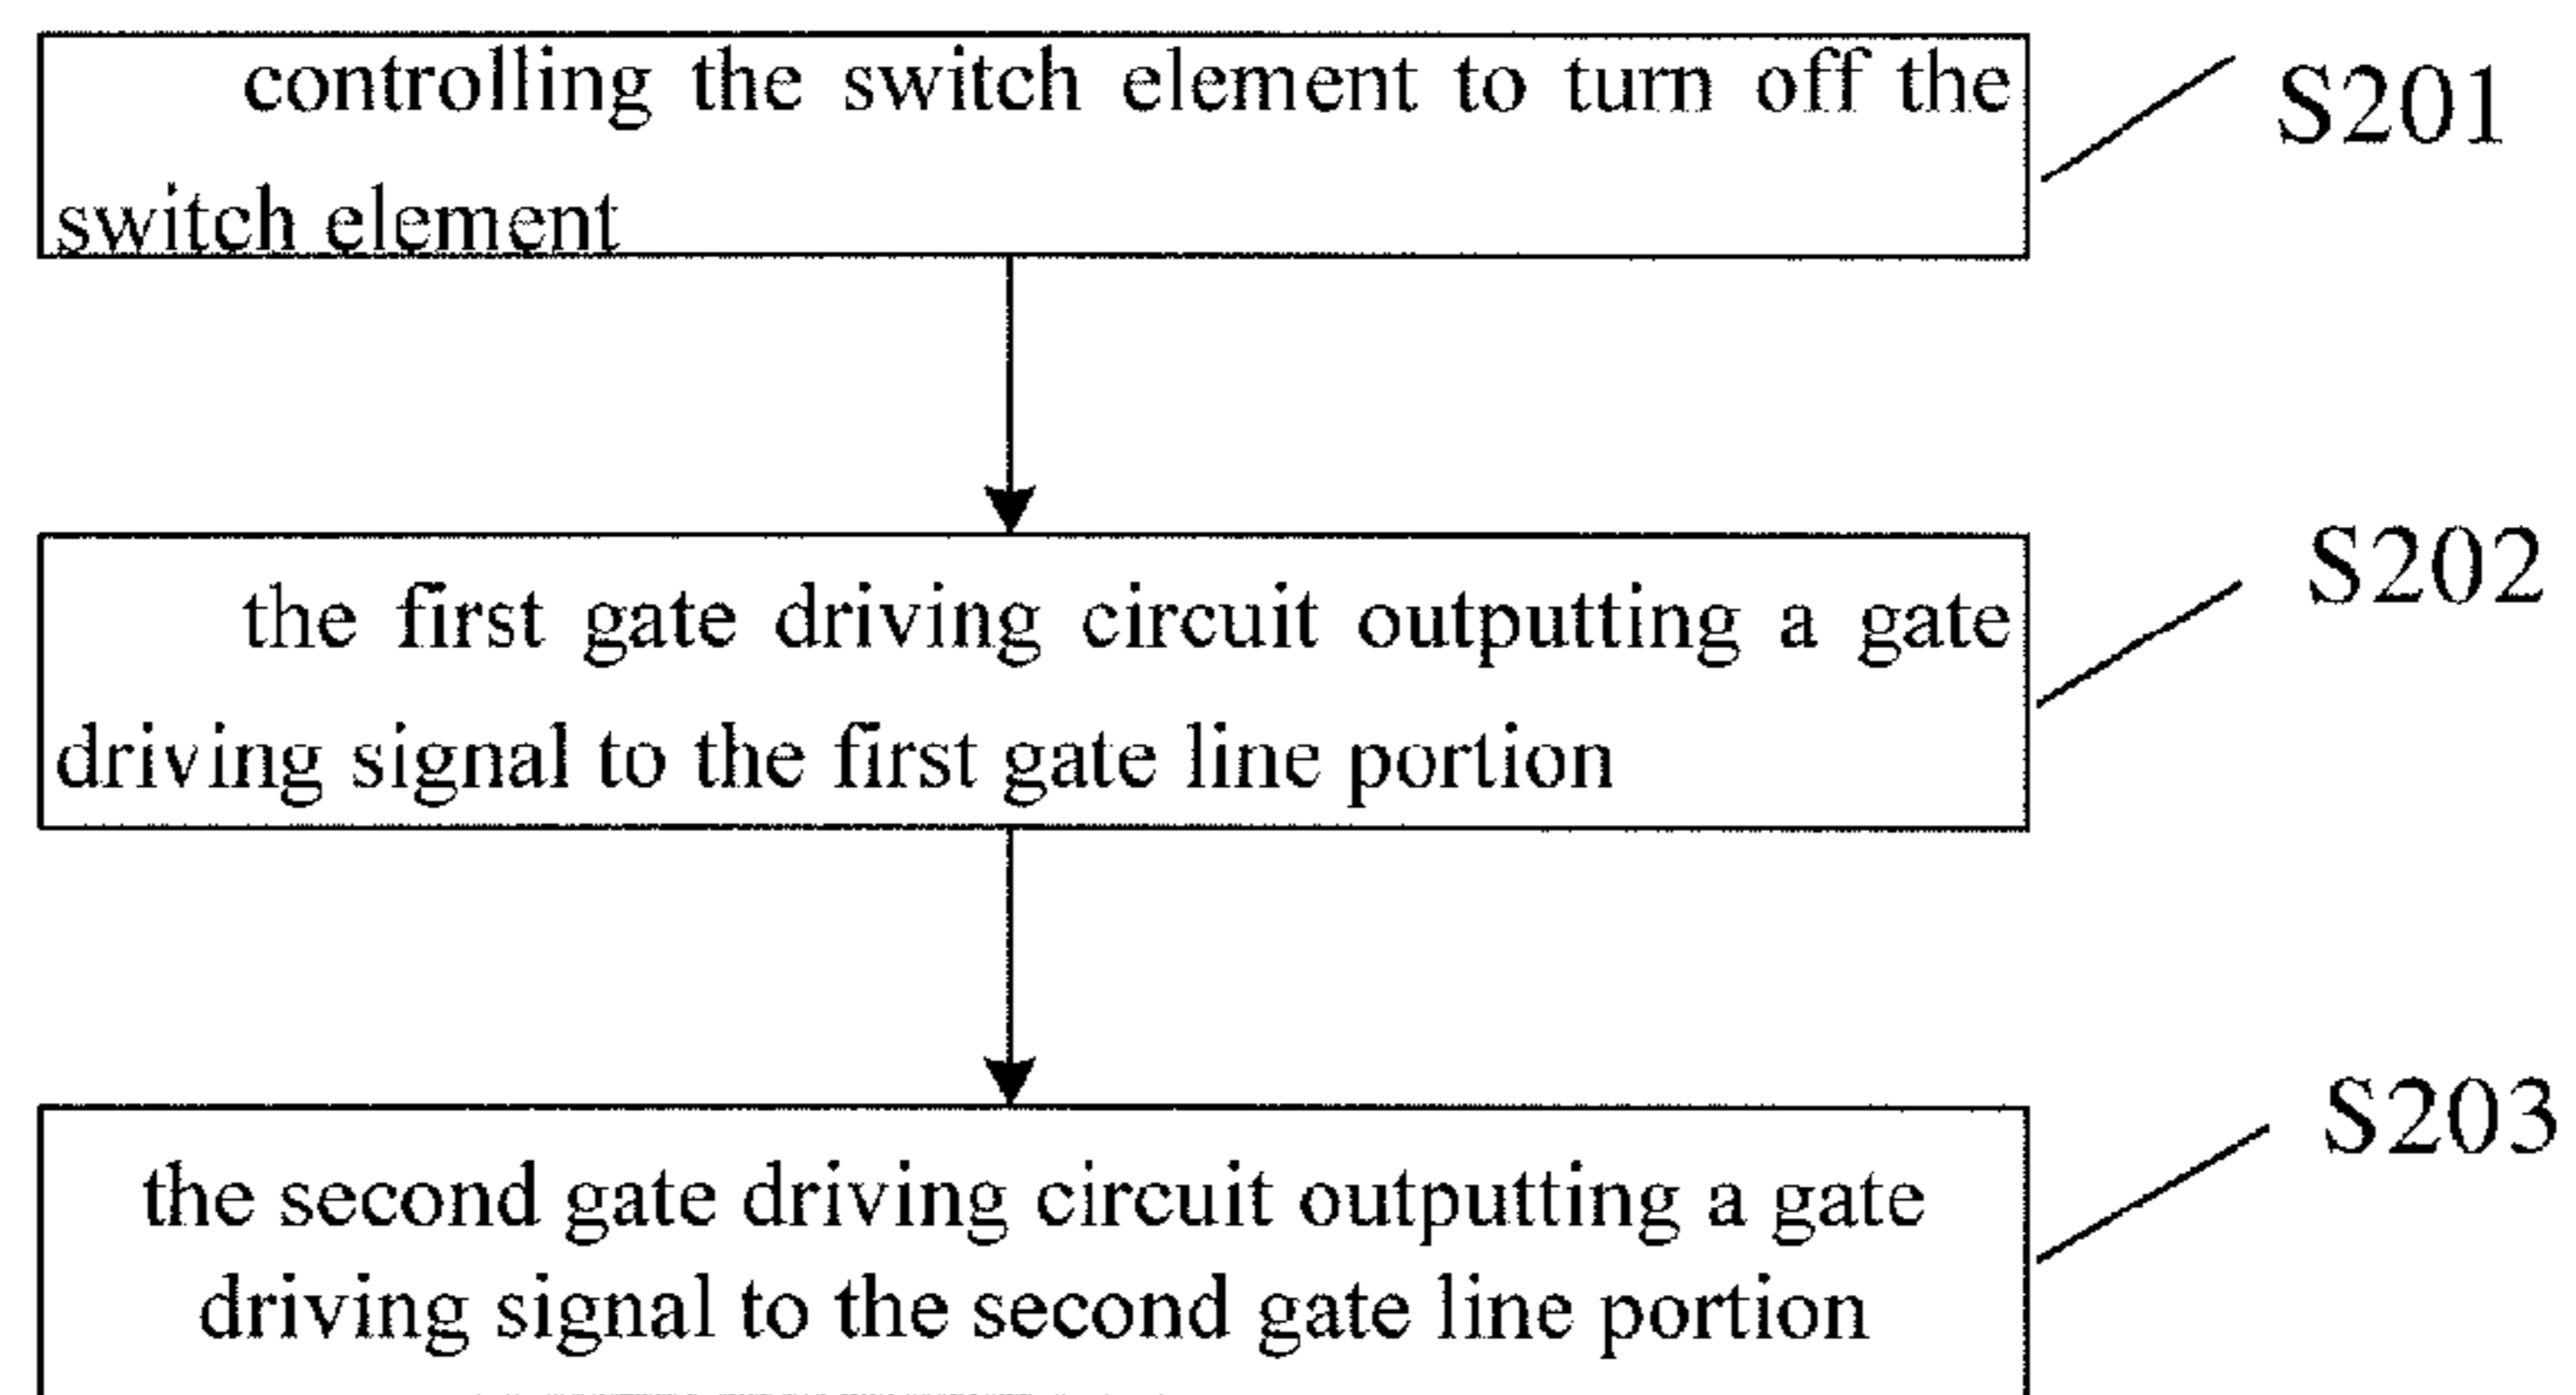 controlling the switch element to turn off the
switch element
S201
the first gate driving circuit outputting a gate
driving signal to the first gate line portion
S202
the second gate driving circuit outputting a gate
driving signal to the second gate line portion
S203